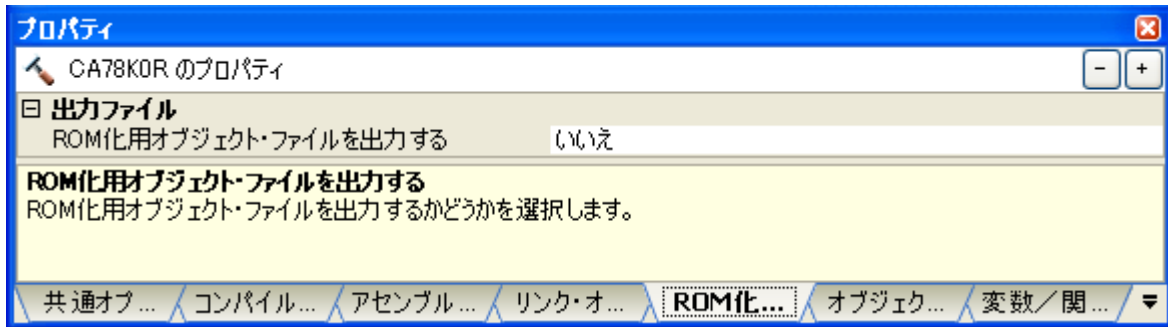 プロパティ
CA78K0R のプロパティ
出力ファイル
ROM化用オブジェクト・ファイルを出力する いいえ
ROM化用オブジェクト・ファイルを出力する
ROM化用オブジェクト・ファイルを出力するかどうかを選択します。
共通オプ... コンパイル... アセンブル... リンク・オ... ROM化... オブジェク... 変数／関...